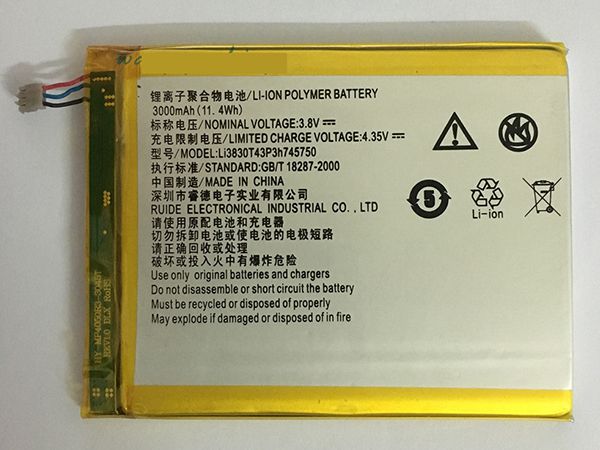 锂离子聚合物电池/LI-ION POLYMER BATTERY
3000mAh (11.4Wh)
标称电压/NOMINAL VOLTAGE:3.8V
充电限制电压/LIMITED CHARGE VOLTAGE:4.35V
型号/MODEL:Li3830T43P3h745750
执行标准/STANDARD:GB/T 18287-2000
中国制造/MADE IN CHINA
深圳市睿德电子实业有限公司
RUIDE ELECTRONICAL INDUSTRIAL CO., LTD
请使用原配电池和充电器
切勿拆卸电池或使电池的电极短路
请正确回收或处理
破坏或投入火中有爆炸危险
Use only original batteries and chargers
Do not disassemble or short circuit the battery
Must be recycled or disposed properly
May explode if damaged or disposed of in fire
5
Li-ion
HY-MP4050R3-3045T
REV1.0 DLX RoHS